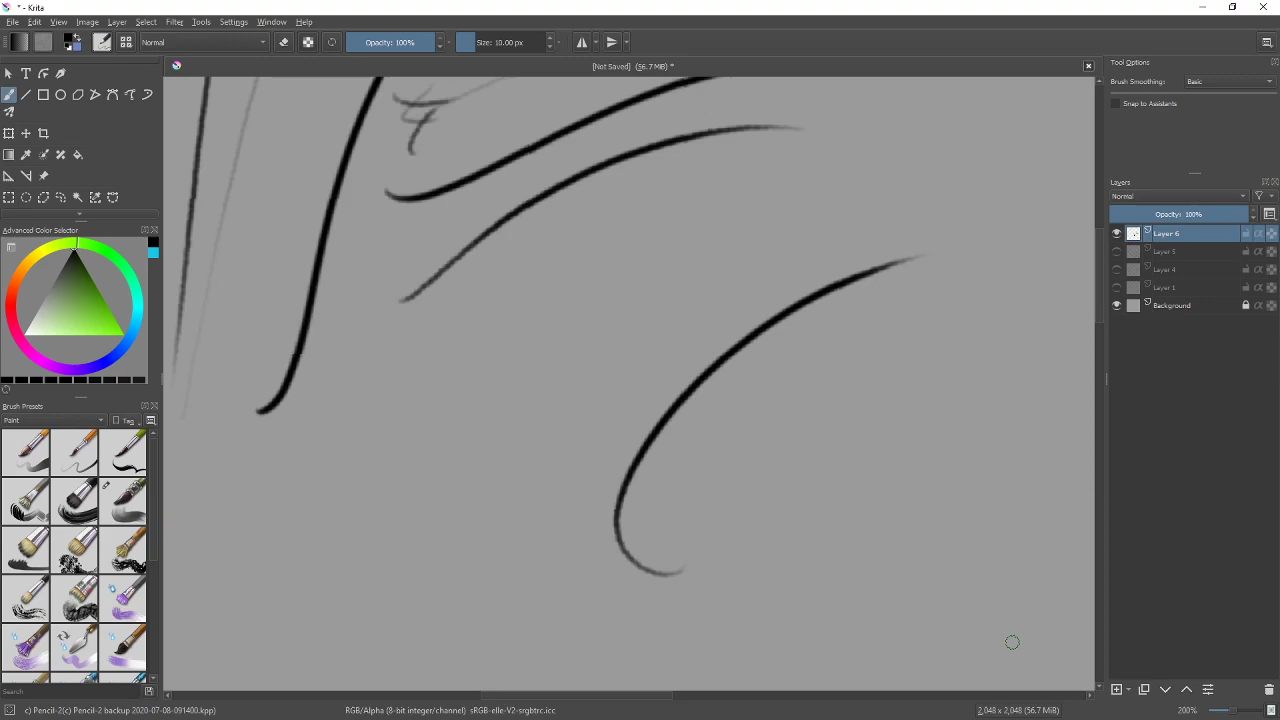 * - Krita
File Edit View Image Layer Select Filter Tools Settings Window Help
Normal Opacity: 100% Size: 10.00 px
[Not Saved] (56.7 MiB) *
Tool Options
Brush Smoothing: Basic
Snap to Assistants
Layers
Normal
Opacity: 100%
Layer 6
Layer 5
Layer 4
Layer 1
Background
Advanced Color Selector
Brush Presets
Paint Tag
Search
c) Pencil-2(c) Pencil-2 backup 2020-07-08-091400.kpp) RGB/Alpha (8-bit integer/channel) sRGB-elle-V2-srgbtrc.icc 2,048 x 2,048 (56.7 MiB) 200%